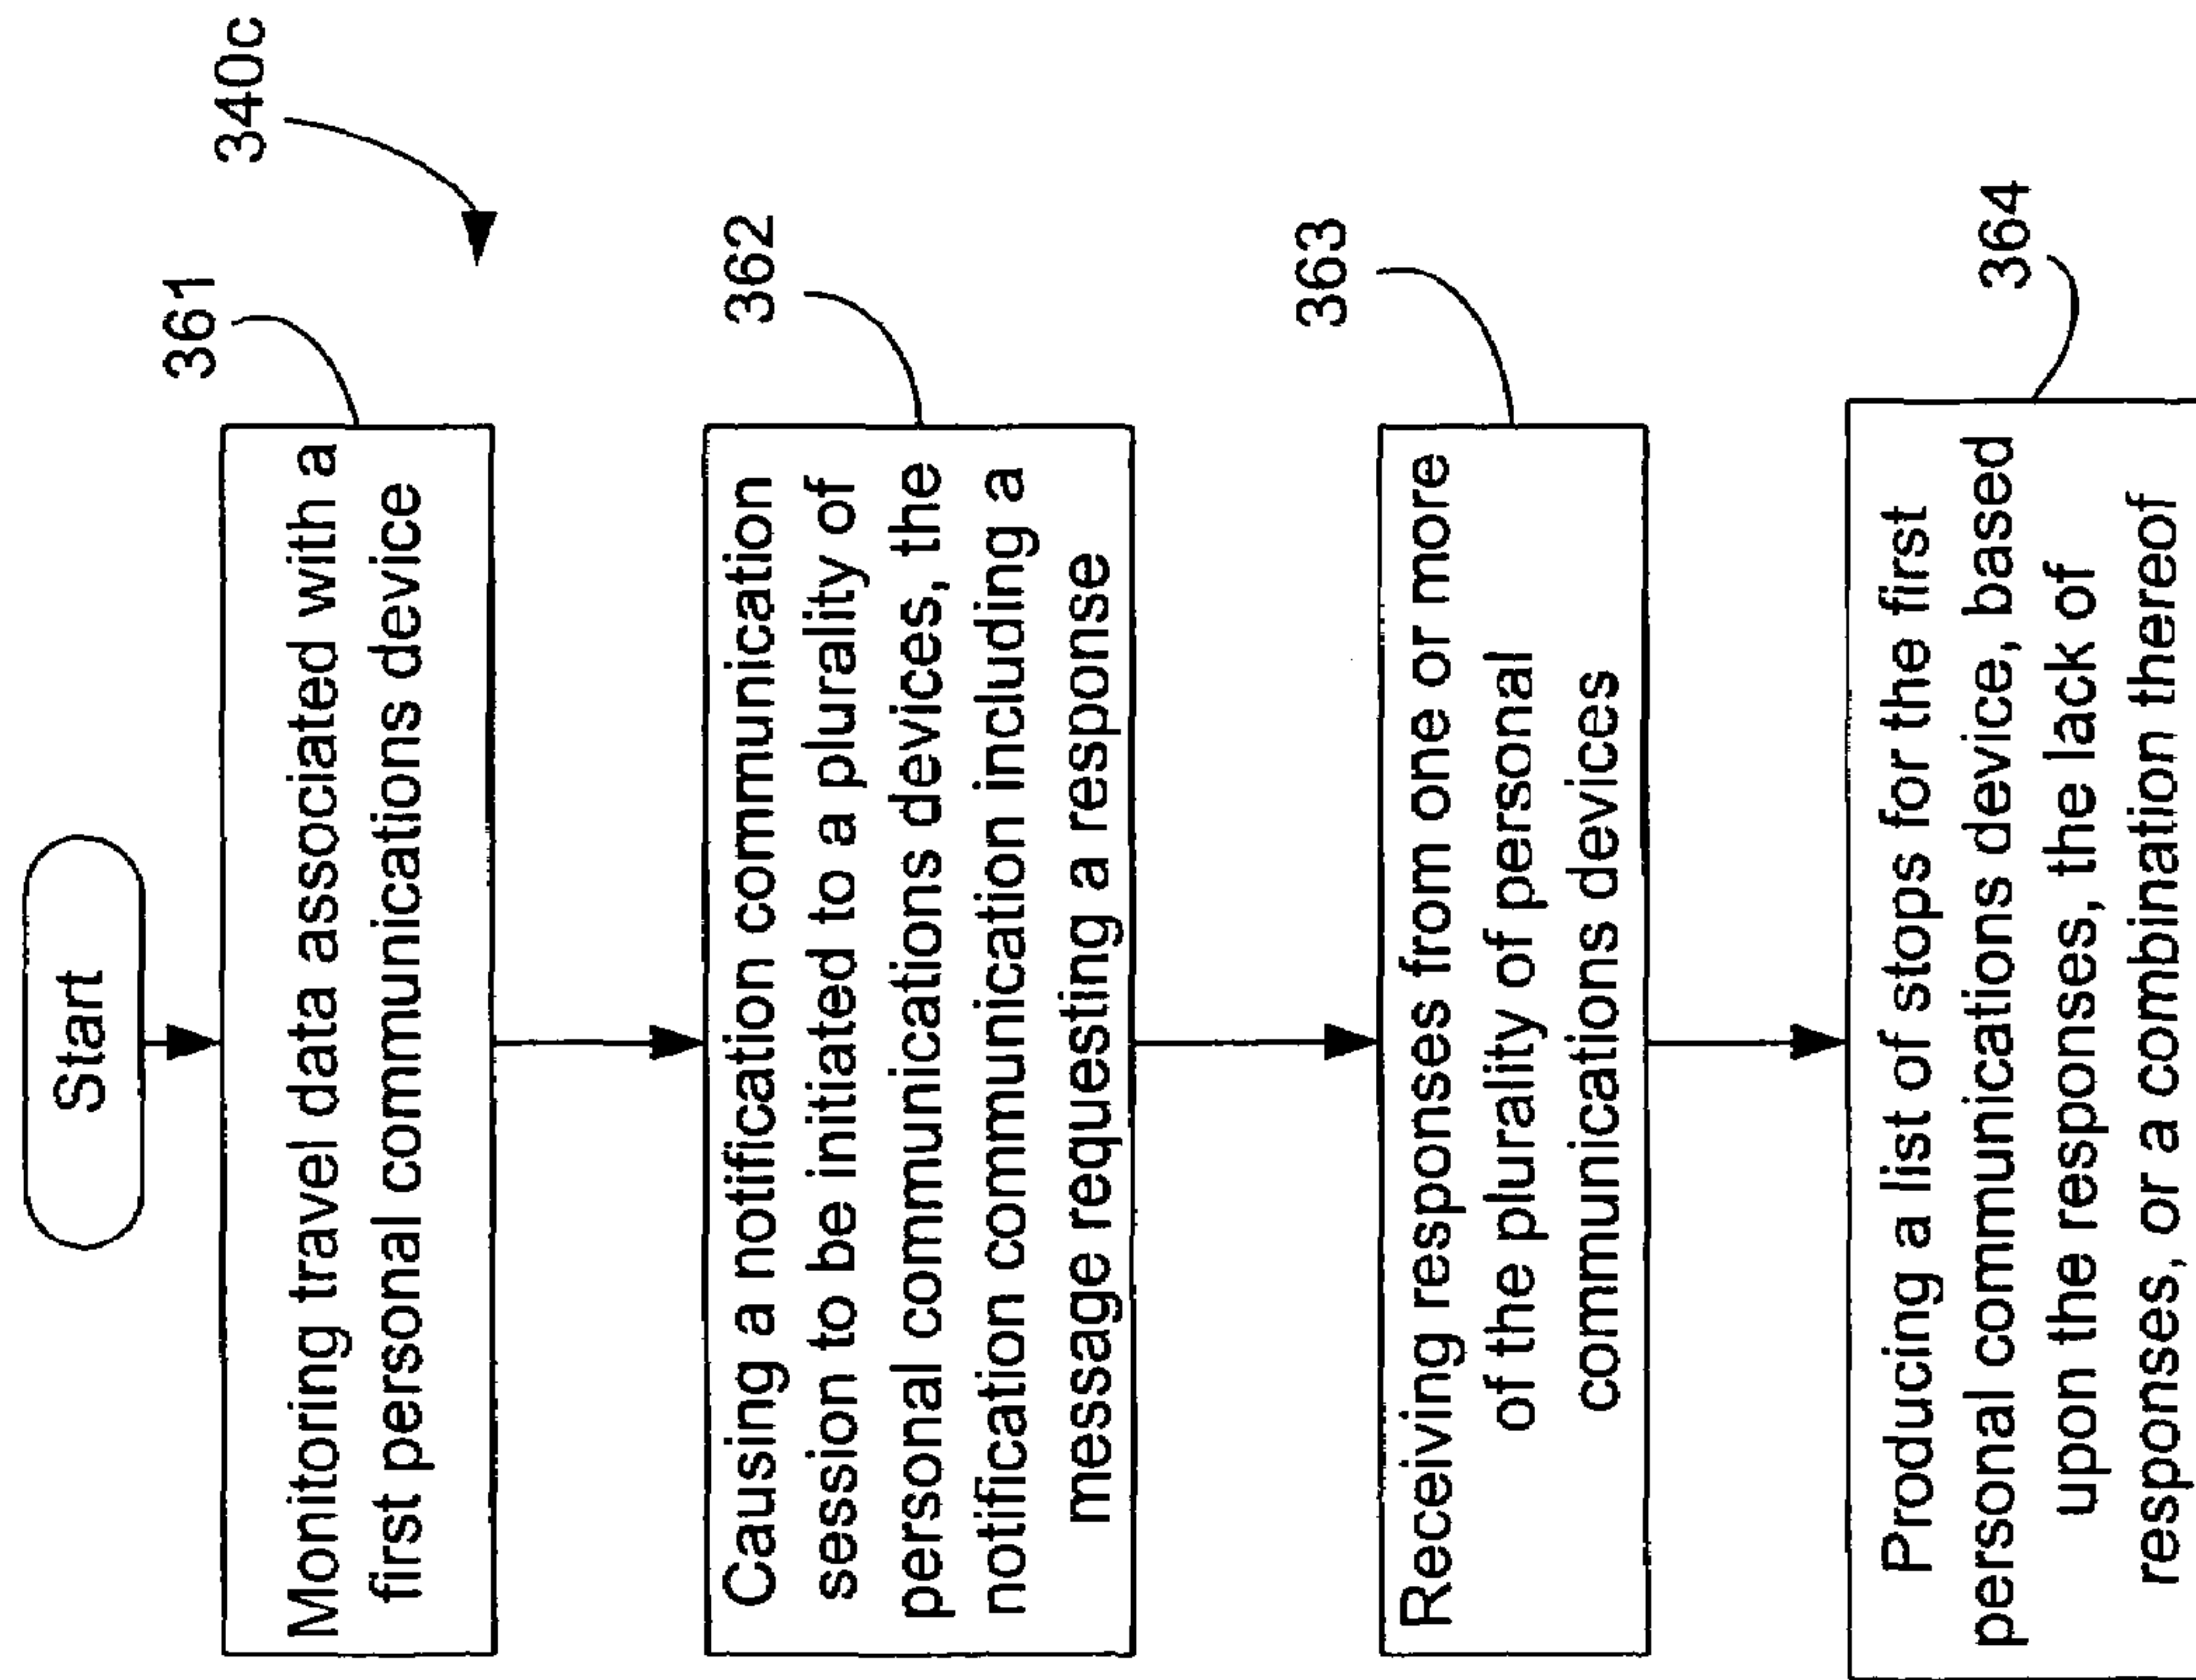 340c
Start
361
Monitoring travel data associated with a
first personal communications device
362
Causing a notification communication
session to be initiated to a plurality of
personal communications devices, the
notification communication including a
message requesting a response
363
Receiving responses from one or more
of the plurality of personal
communications devices
364
Producing a list of stops for the first
personal communications device, based
upon the responses, the lack of
responses, or a combination thereof